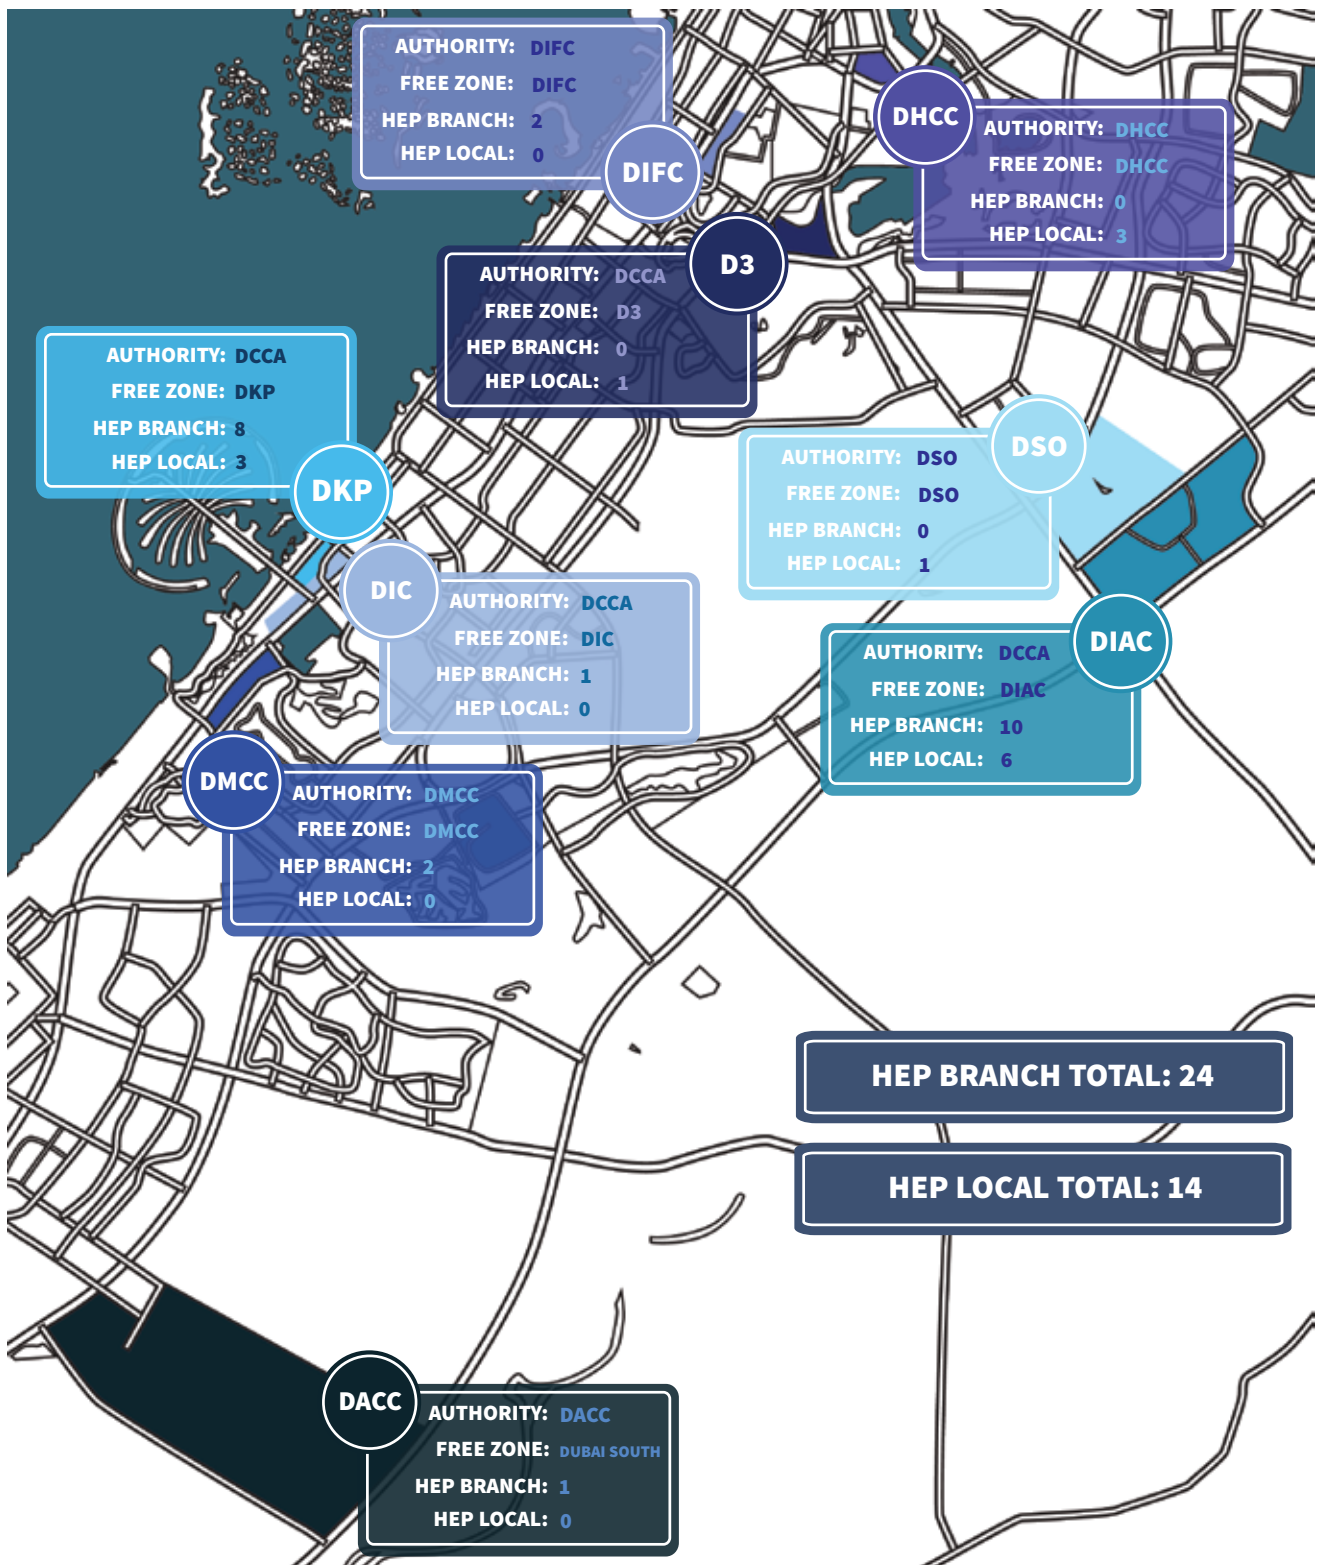 AUTHORITY: DIFC
FREE ZONE: DIFC
HEP BRANCH: 2
HEP LOCAL: 0
DIFC
DHCC
AUTHORITY: DHCC
FREE ZONE: DHCC
HEP BRANCH: 0
HEP LOCAL: 3
D3
AUTHORITY: DCCA
FREE ZONE: D3
HEP BRANCH: 0
HEP LOCAL: 1
AUTHORITY: DCCA
FREE ZONE: DKP
HEP BRANCH: 8
HEP LOCAL: 3
DKP
DSO
AUTHORITY: DSO
FREE ZONE: DSO
HEP BRANCH: 0
HEP LOCAL: 1
DIC
AUTHORITY: DCCA
FREE ZONE: DIC
HEP BRANCH: 1
HEP LOCAL: 0
DIAC
AUTHORITY: DCCA
FREE ZONE: DIAC
HEP BRANCH: 10
HEP LOCAL: 6
DMCC
AUTHORITY: DMCC
FREE ZONE: DMCC
HEP BRANCH: 2
HEP LOCAL: 0
HEP BRANCH TOTAL: 24
HEP LOCAL TOTAL: 14
DACC
AUTHORITY: DACC
FREE ZONE: DUBAI SOUTH
HEP BRANCH: 1
HEP LOCAL: 0